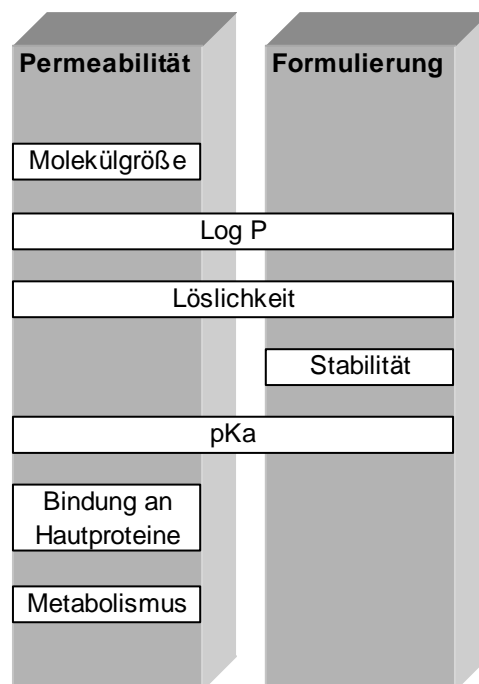 Permeabilität
Formulierung
Molekülgröße
Log P
Löslichkeit
Stabilität
pKa
Bindung an
Hautproteine
Metabolismus